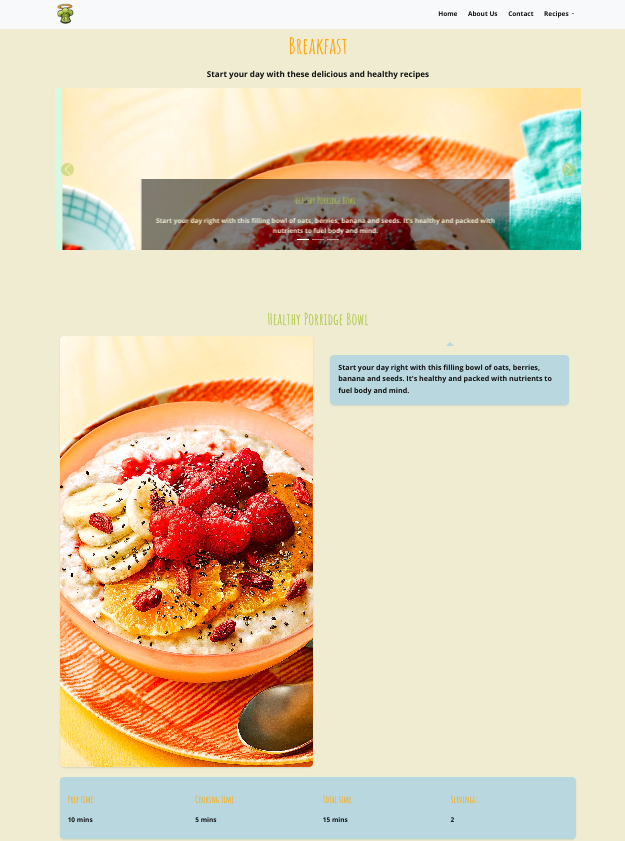 Home About Us Contact Recipes
Breakfast
Start your day with these delicious and healthy recipes
Healthy Porridge Bowl
Start your day right with this filling bowl of oats, berries, banana and seeds. It's healthy and packed with
nutrients to fuel body and mind.
Healthy Porridge Bowl
Start your day right with this filling bowl of oats, berries,
banana and seeds. It's healthy and packed with nutrients to
fuel body and mind.
Prep Time: Cooking Time: Total Time: Servings:
10 mins 5 mins 15 mins 2